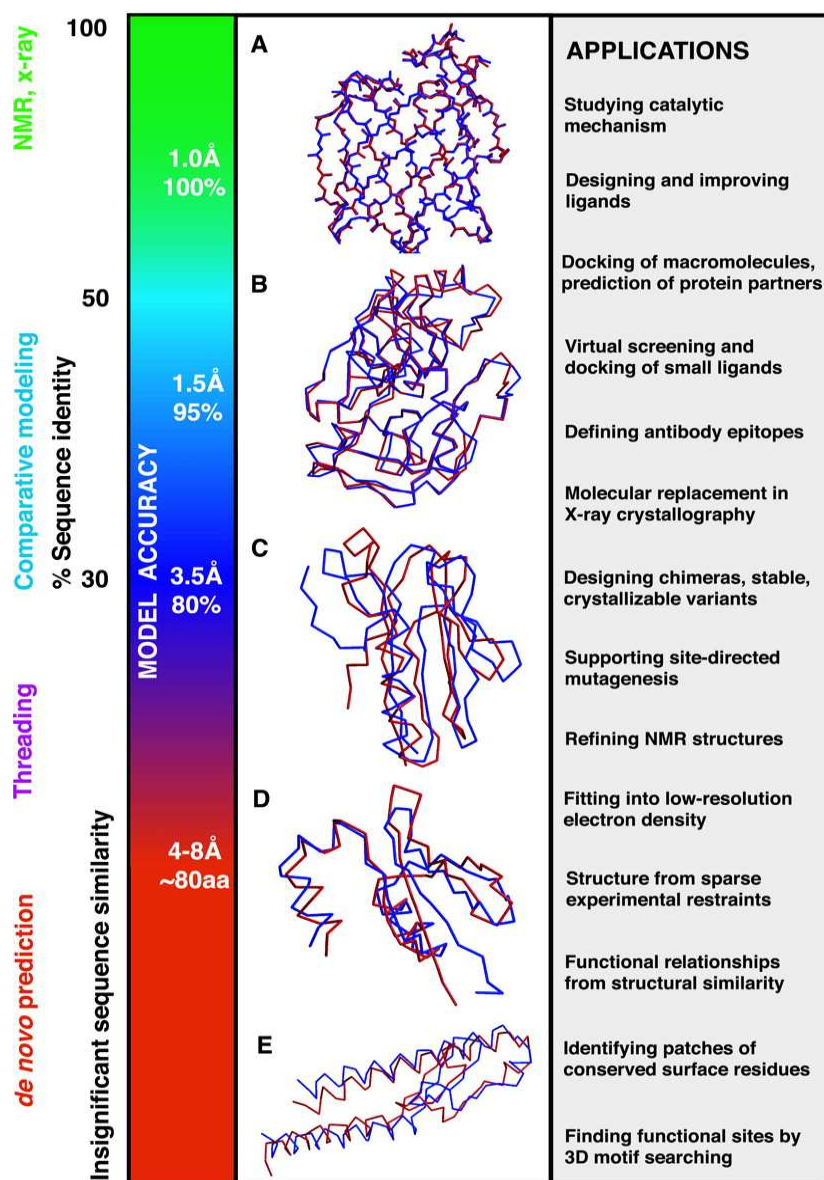 NMR, x-ray
Comparative modeling
Threading
de novo prediction
100
50
% Sequence identity
30
Insignificant sequence similarity
MODEL ACCURACY
1.0Å
100%
1.5Å
95%
3.5Å
80%
4-8Å
~80aa
A
B
C
D
E
APPLICATIONS
Studying catalytic
mechanism
Designing and improving
ligands
Docking of macromolecules,
prediction of protein partners
Virtual screening and
docking of small ligands
Defining antibody epitopes
Molecular replacement in
X-ray crystallography
Designing chimeras, stable,
crystallizable variants
Supporting site-directed
mutagenesis
Refining NMR structures
Fitting into low-resolution
electron density
Structure from sparse
experimental restraints
Functional relationships
from structural similarity
Identifying patches of
conserved surface residues
Finding functional sites by
3D motif searching